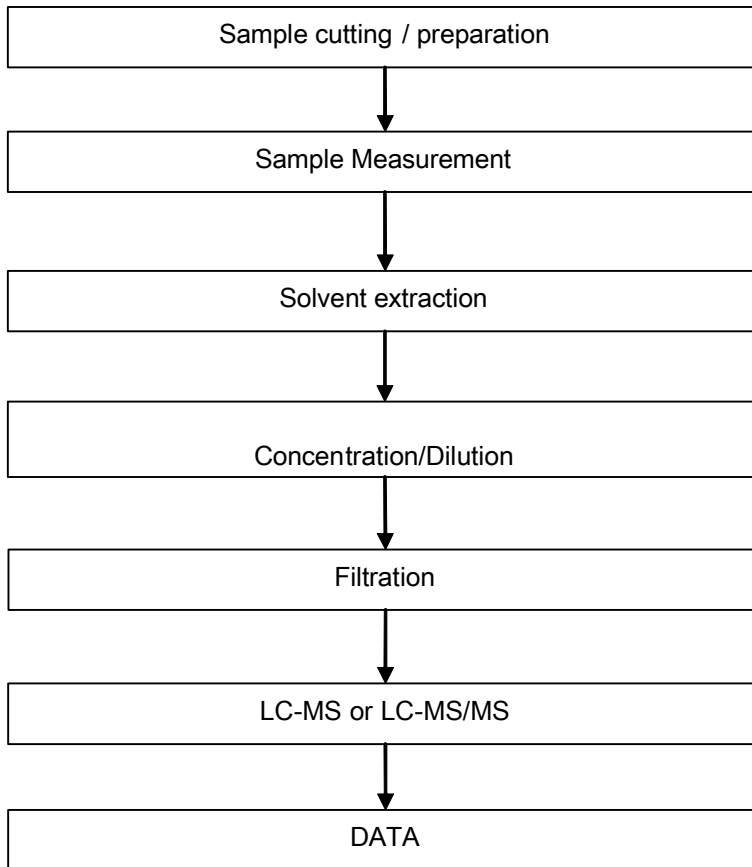 Sample cutting / preparation
Sample Measurement
Solvent extraction
Concentration/Dilution
Filtration
LC-MS or LC-MS/MS
DATA